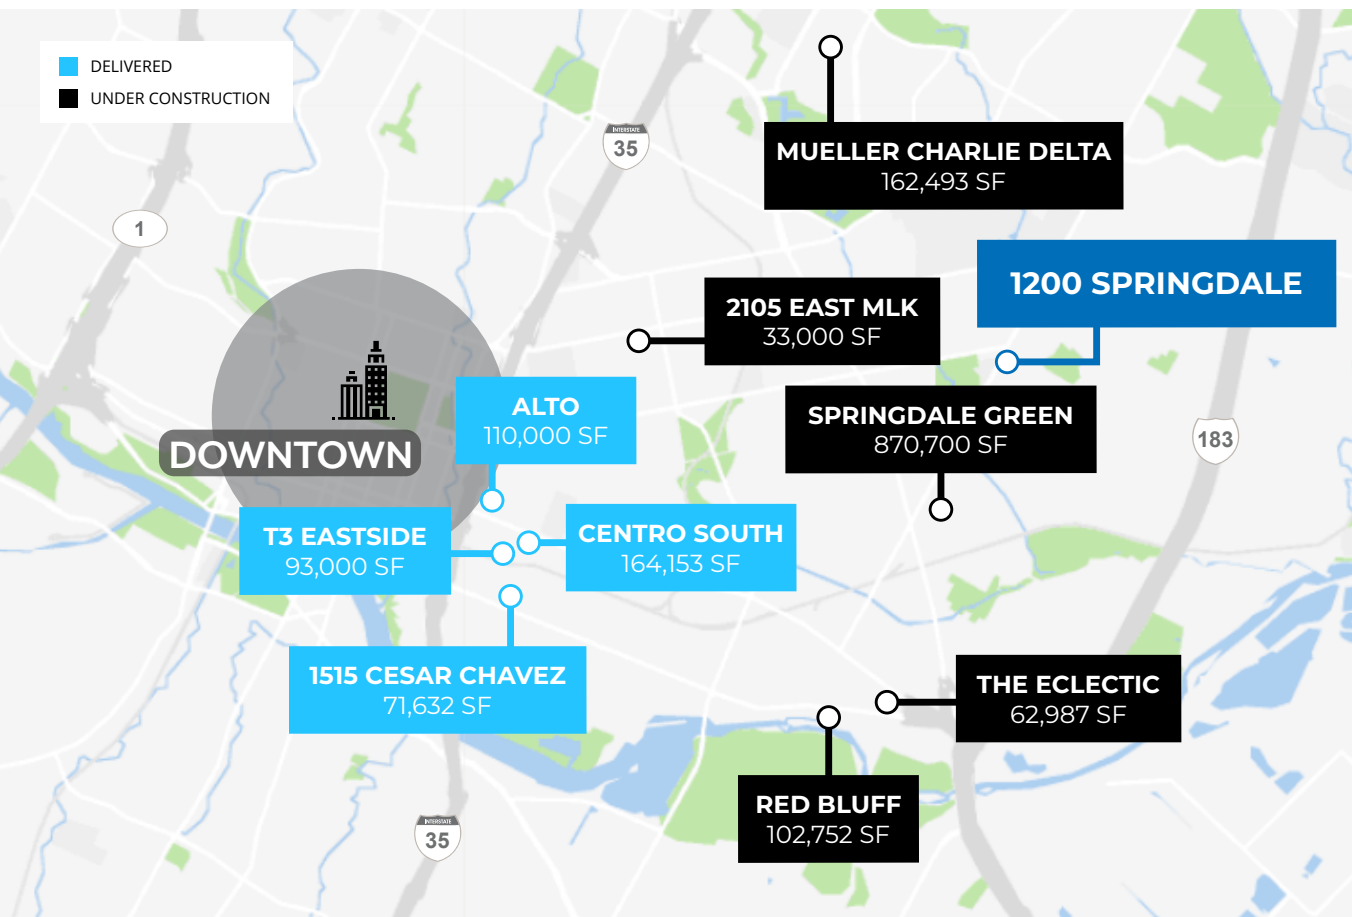 DELIVERED
UNDER CONSTRUCTION
INTERSTATE
35
MUELLER CHARLIE DELTA
162,493 SF
1
1200 SPRINGDALE
2105 EAST MLK
33,000 SF
ALTO
110,000 SF
SPRINGDALE GREEN
870,700 SF
183
DOWNTOWN
T3 EASTSIDE
93,000 SF
CENTRO SOUTH
164,153 SF
1515 CESAR CHAVEZ
71,632 SF
THE ECLECTIC
62,987 SF
RED BLUFF
102,752 SF
INTERSTATE
35